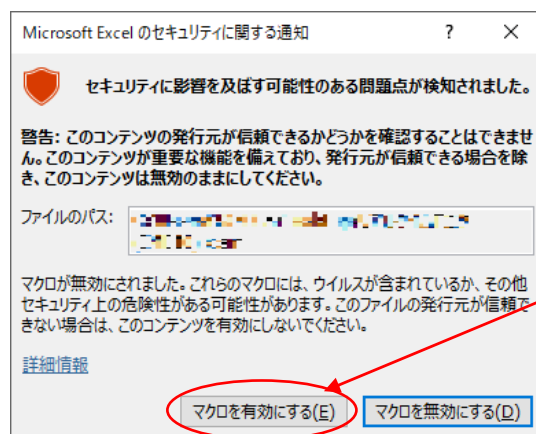 Microsoft Excel のセキュリティに関する通知 ? ×
セキュリティに影響を及ぼす可能性のある問題点が検知されました。
警告: このコンテンツの発行元が信頼できるかどうかを確認することはできませ
ん。このコンテンツが重要な機能を備えており、発行元が信頼できる場合を除
き、このコンテンツは無効のままにしてください。
ファイルのパス:
マクロが無効にされました。これらのマクロには、ウイルスが含まれているか、その他
セキュリティ上の危険性がある可能性があります。このファイルの発行元が信頼で
きない場合は、このコンテンツを有効にしないでください。
詳細情報
マクロを有効にする(E) マクロを無効にする(D)